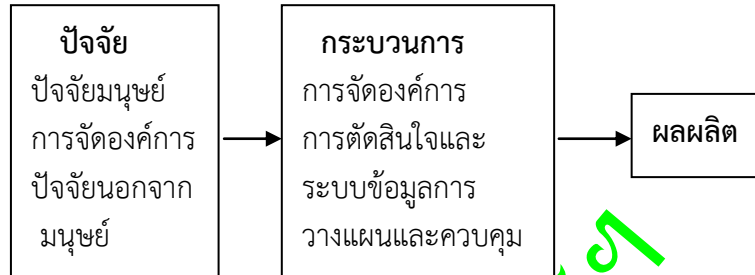 ปัจจัย
ปัจจัยมนุษย์
การจัดองค์การ
ปัจจัยนอกจาก
มนุษย์
กระบวนการ
การจัดองค์การ
การตัดสินใจและ
ระบบข้อมูลการ
วางแผนและควบคุม
ผลผลิต